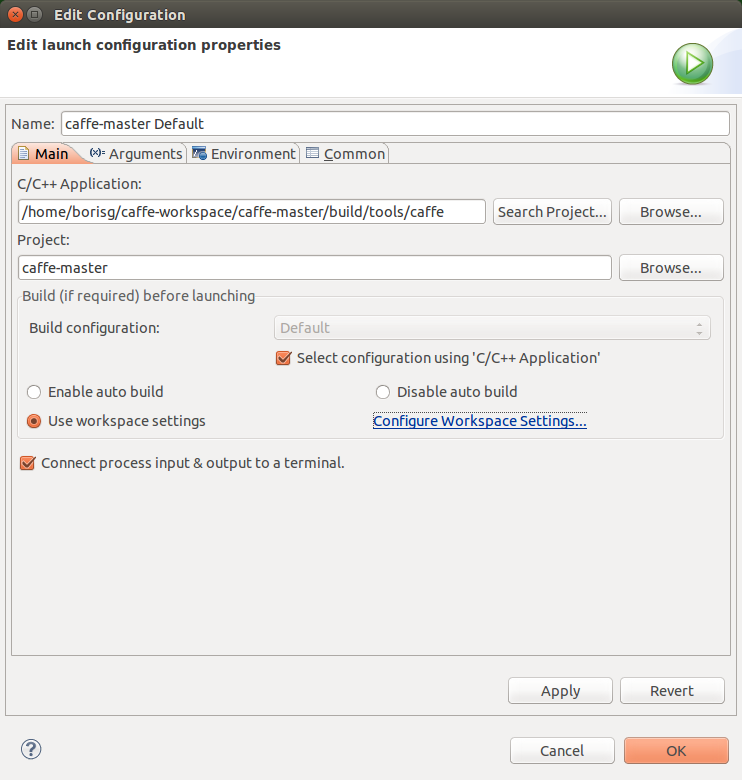 Edit Configuration
Edit launch configuration properties
Name: caffe-master Default
Main (x)= Arguments Environment Common
C/C++ Application:
/home/borisg/caffe-workspace/caffe-master/build/tools/caffe Search Project... Browse...
Project:
caffe-master Browse...
Build (if required) before launching
Build configuration: Default
Select configuration using 'C/C++ Application'
Enable auto build Disable auto build
Use workspace settings Configure Workspace Settings...
Connect process input & output to a terminal.
Apply Revert
? Cancel OK